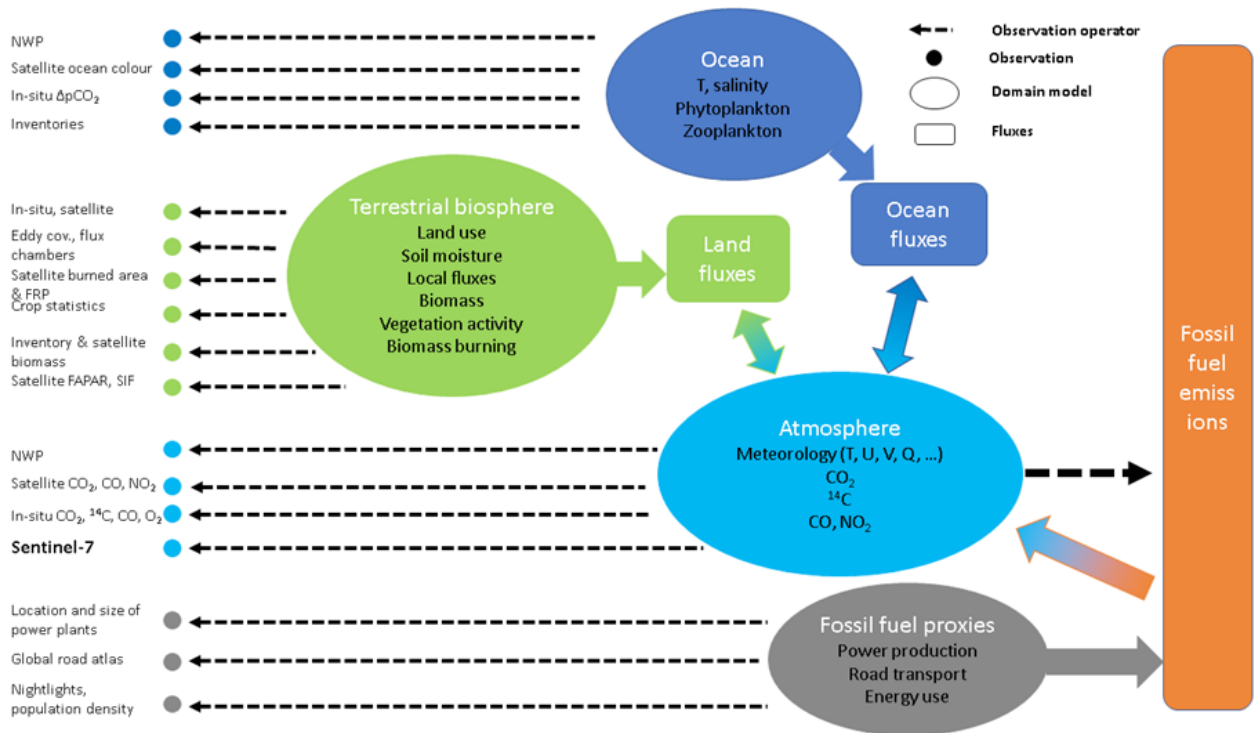 NWP
Satellite ocean colour
In-situ ΔpCO₂
Inventories
Ocean
T, salinity
Phytoplankton
Zooplankton
Observation operator
Observation
Domain model
Fluxes
In-situ, satellite
Eddy cov., flux
chambers
Satellite burned area
& FRP
Crop statistics
Inventory & satellite
biomass
Satellite FAPAR, SIF
Terrestrial biosphere
Land use
Soil moisture
Local fluxes
Biomass
Vegetation activity
Biomass burning
Land
fluxes
Ocean
fluxes
Fossil
fuel
emiss
ions
NWP
Satellite CO₂, CO, NO₂
In-situ CO₂, ¹⁴C, CO, O₂
Sentinel-7
Atmosphere
Meteorology (T, U, V, Q, ...)
CO₂
¹⁴C
CO, NO₂
Location and size of
power plants
Global road atlas
Nightlights,
population density
Fossil fuel proxies
Power production
Road transport
Energy use